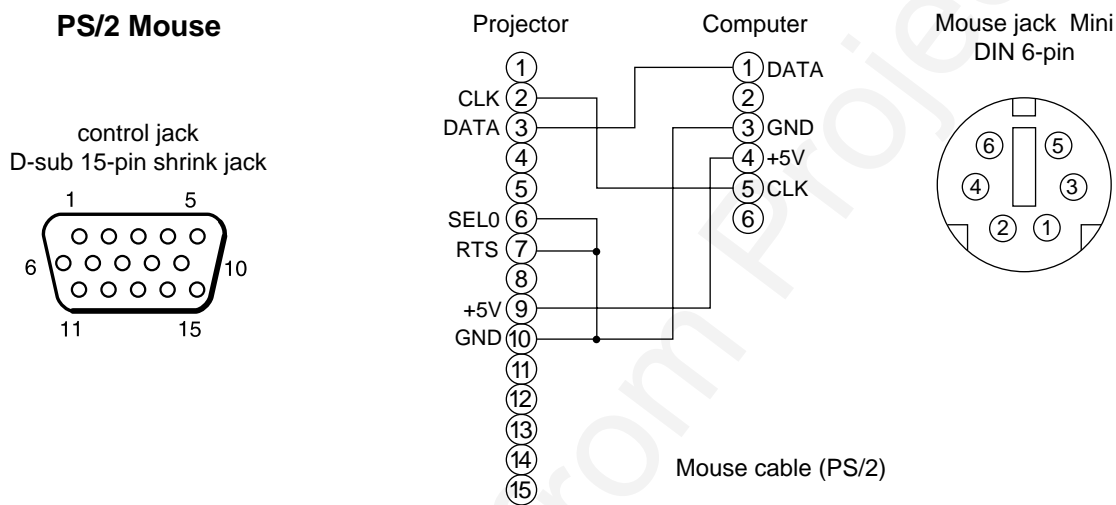 PS/2 Mouse
control jack
D-sub 15-pin shrink jack
1 5
6 10
11 15
Projector Computer
1
CLK 2
DATA 3
4
5
SEL0 6
RTS 7
8
+5V 9
GND 10
11
12
13
14
15
1 DATA
2
3 GND
4 +5V
5 CLK
6
Mouse cable (PS/2)
Mouse jack Mini
DIN 6-pin
6 5
4 3
2 1
rom Proje